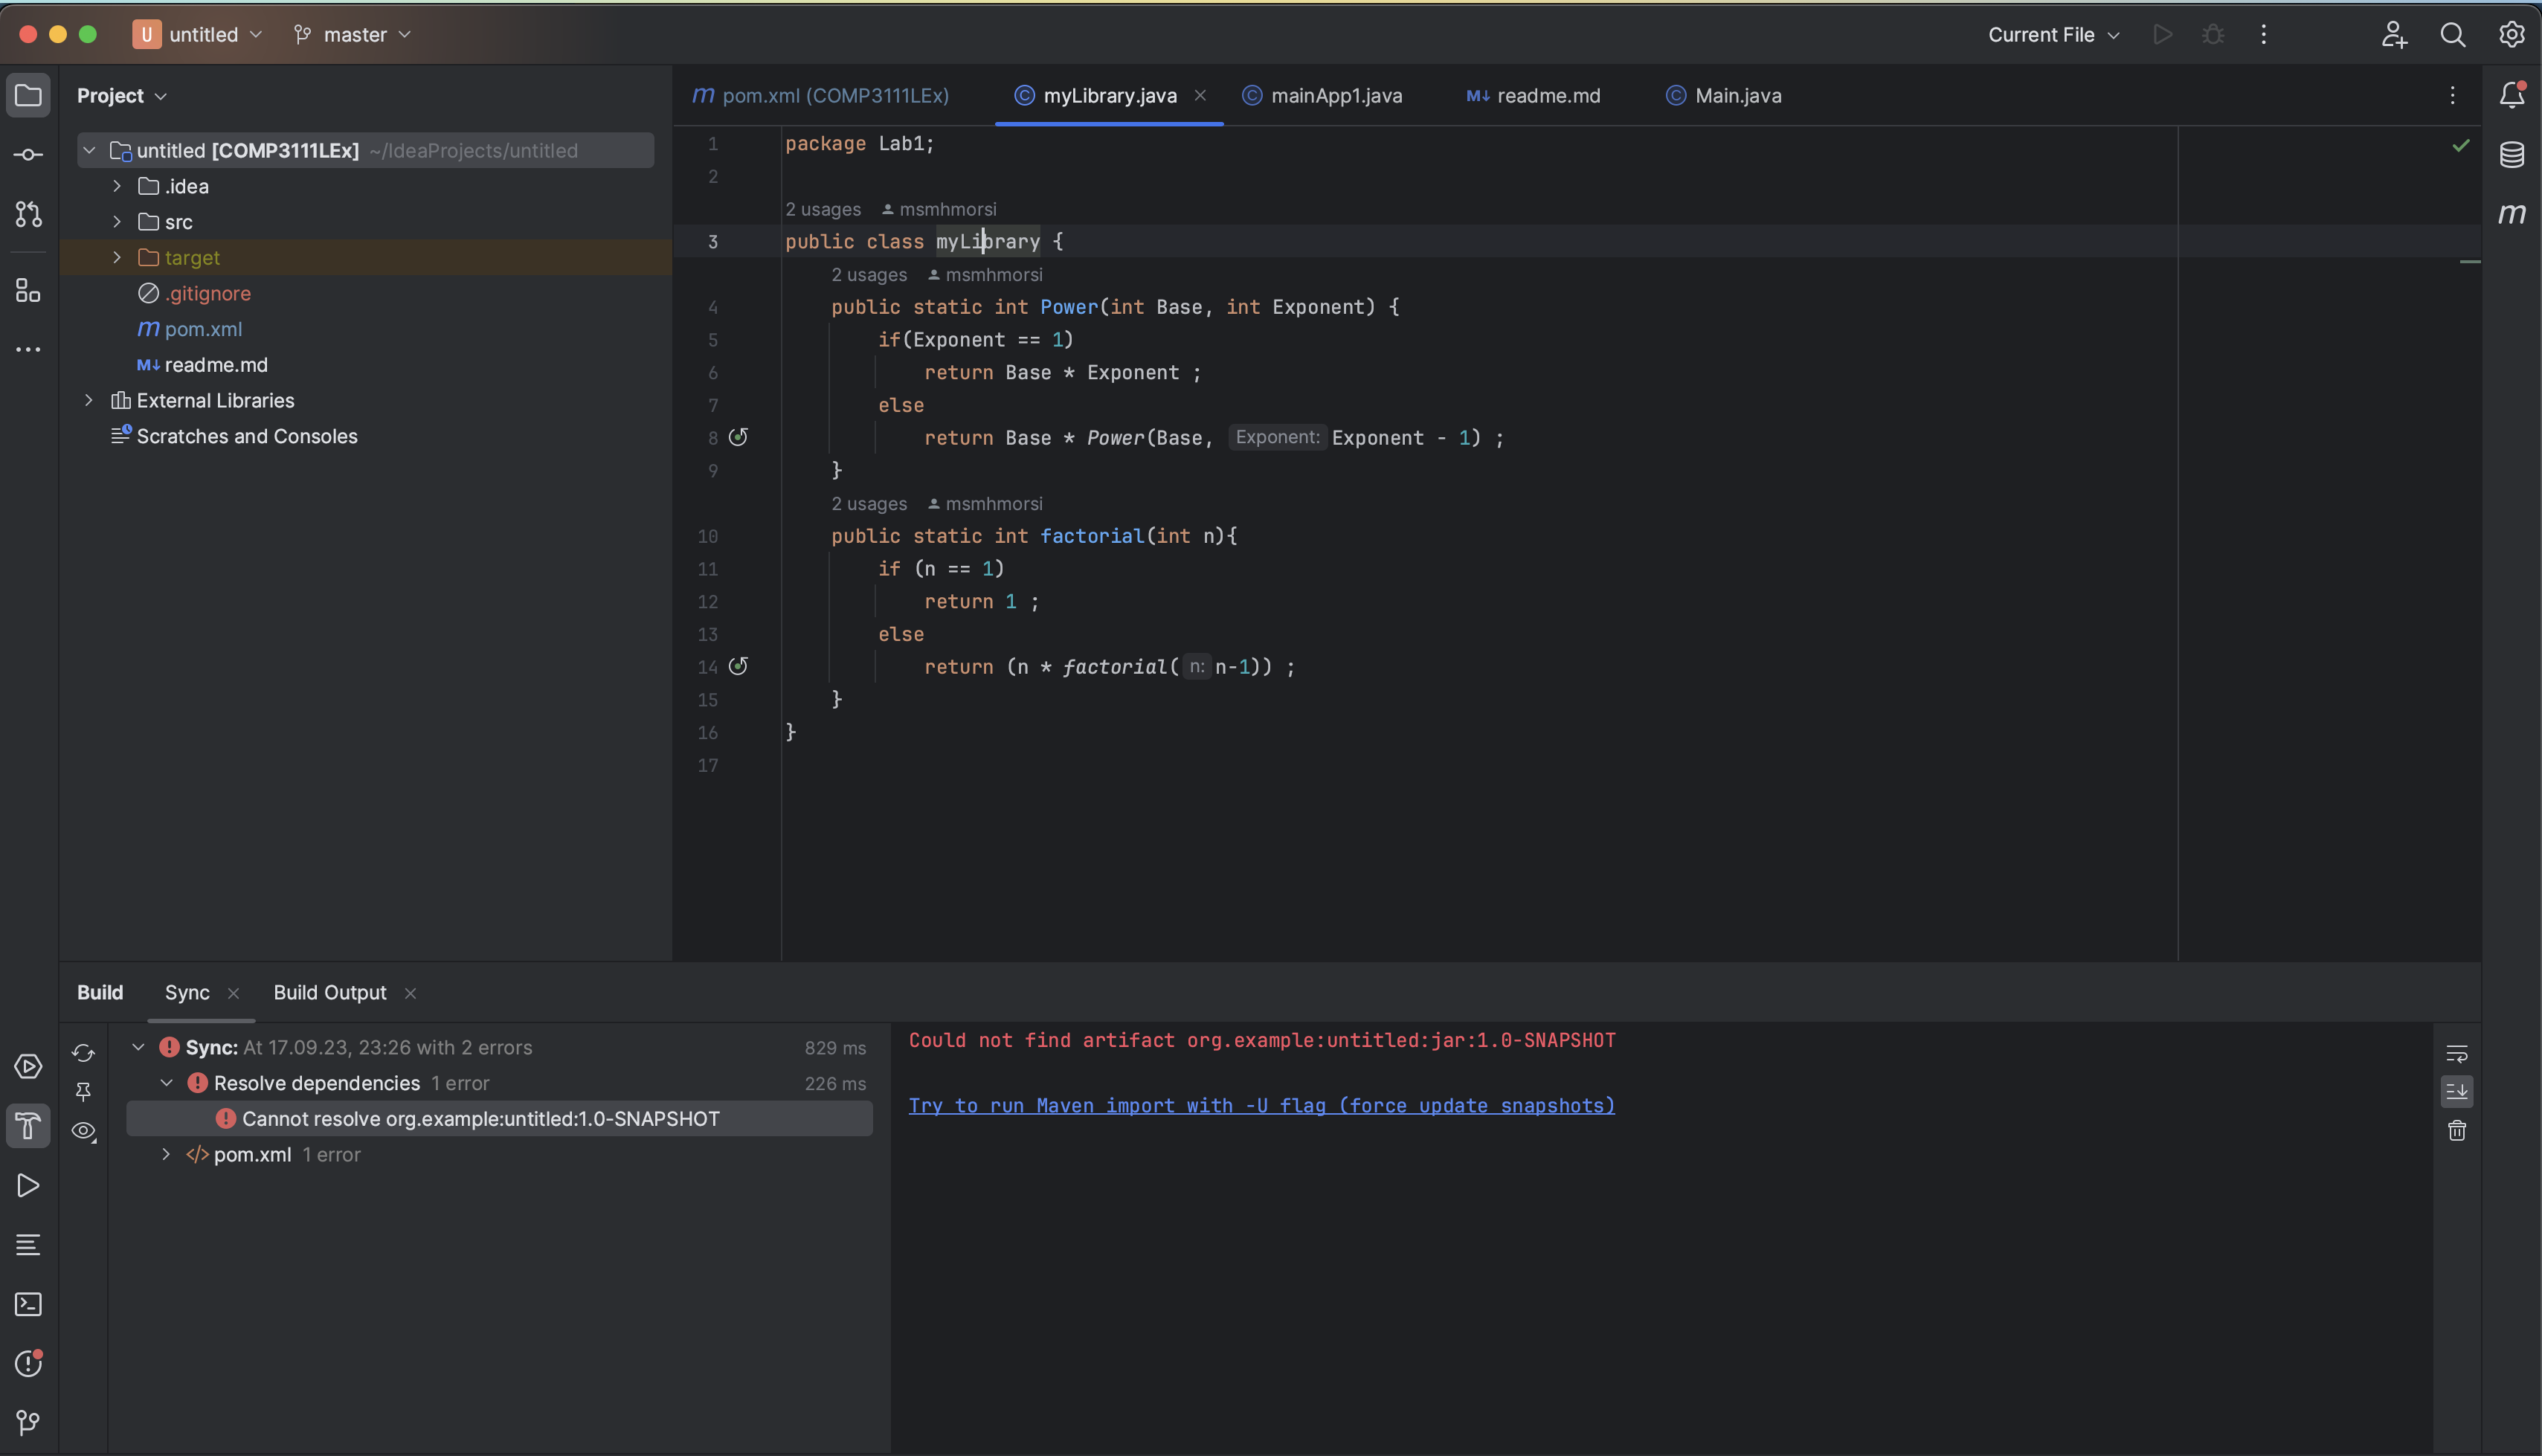 U untitled master Current File
Project
untitled [COMP3111LEx] ~/IdeaProjects/untitled
.idea
src
target
.gitignore
m pom.xml
M↓ readme.md
External Libraries
Scratches and Consoles
m pom.xml (COMP3111LEx) C myLibrary.java C mainApp1.java M↓ readme.md C Main.java
m
1 package Lab1;
2
2 usages msmhmorsi
3 public class myLibrary {
2 usages msmhmorsi
4 public static int Power(int Base, int Exponent) {
5 if(Exponent == 1)
6 return Base * Exponent ;
7 else
8 return Base * Power(Base, Exponent: Exponent - 1) ;
9 }
2 usages msmhmorsi
10 public static int factorial(int n){
11 if (n == 1)
12 return 1 ;
13 else
14 return (n * factorial( n: n-1)) ;
15 }
16 }
17
Build Sync Build Output
Sync: At 17.09.23, 23:26 with 2 errors 829 ms
Resolve dependencies 1 error 226 ms
Cannot resolve org.example:untitled:1.0-SNAPSHOT
</> pom.xml 1 error
Could not find artifact org.example:untitled:jar:1.0-SNAPSHOT
Try to run Maven import with -U flag (force update snapshots)